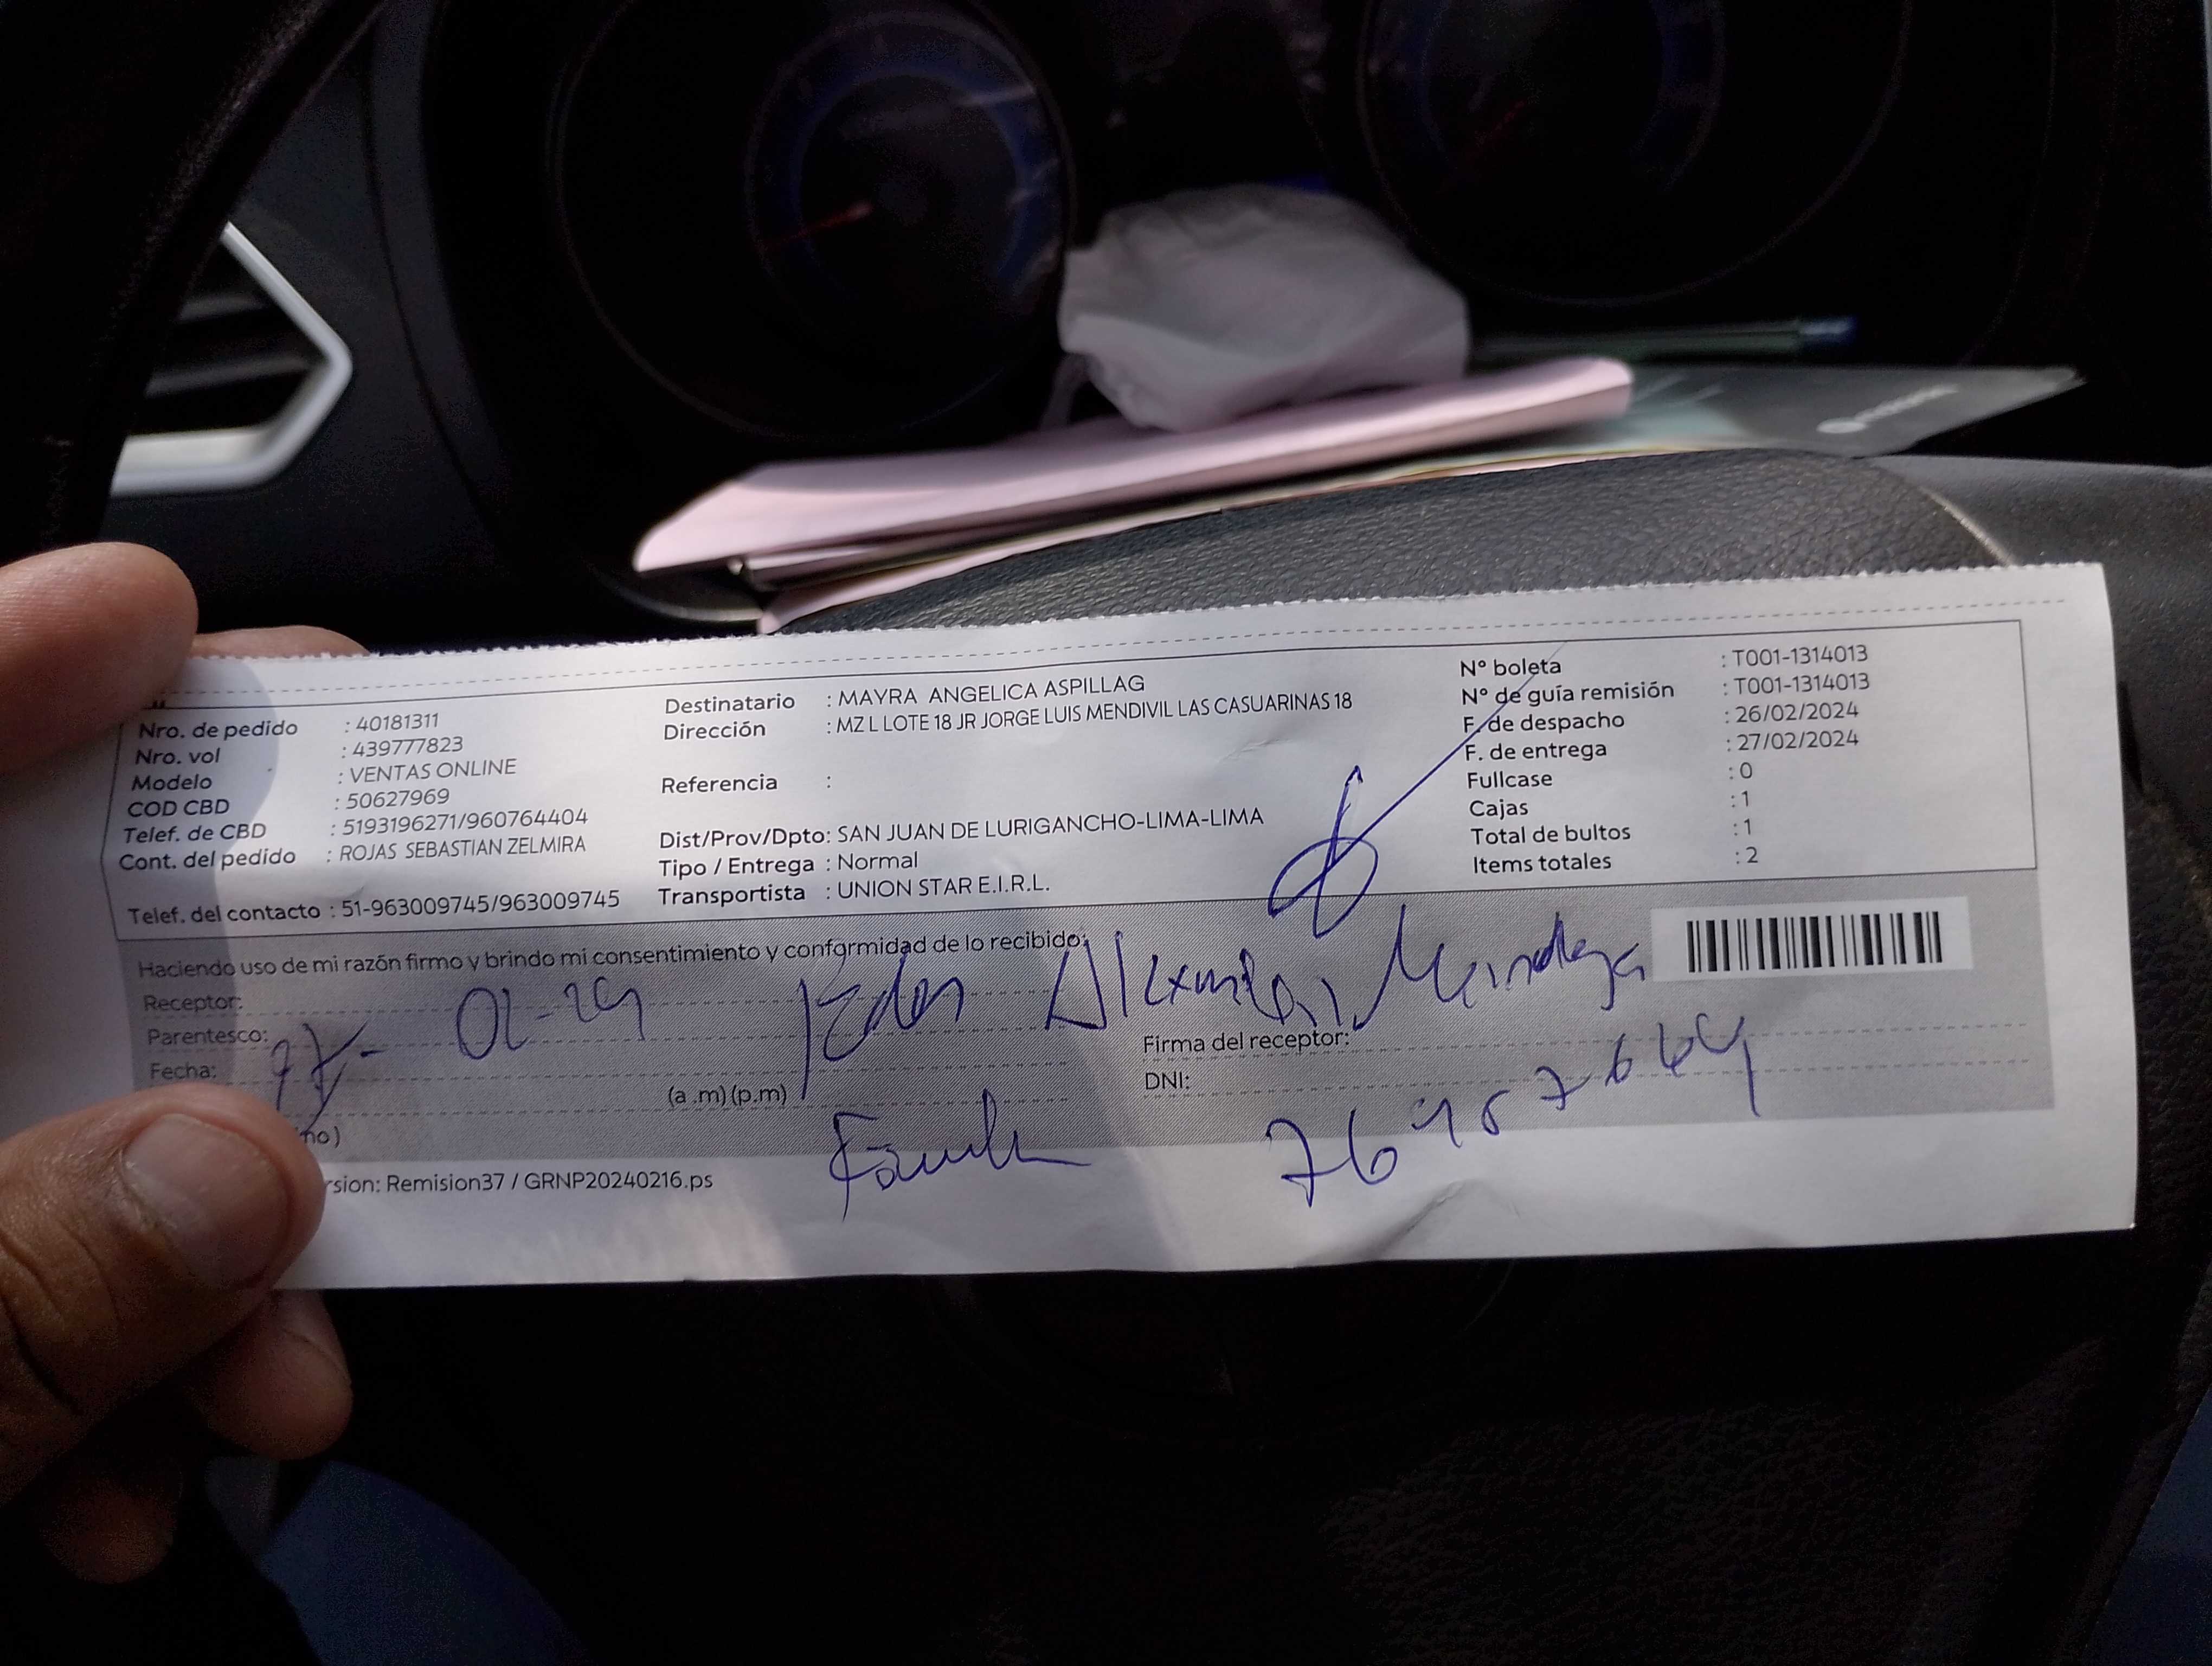 Nro. de pedido : 40181311
Nro. vol : 439777823
Modelo : VENTAS ONLINE
COD CBD : 50627969
Telef. de CBD : 5193196271/960764404
Cont. del pedido : ROJAS SEBASTIAN ZELMIRA
Telef. del contacto : 51-963009745/963009745
Destinatario : MAYRA ANGELICA ASPILLAG
Dirección : MZ L LOTE 18 JR JORGE LUIS MENDIVIL LAS CASUARINAS 18
Referencia :
Dist/Prov/Dpto: SAN JUAN DE LURIGANCHO-LIMA-LIMA
Tipo / Entrega : Normal
Transportista : UNION STAR E.I.R.L.
N° boleta : T001-1314013
N° de guía remisión : T001-1314013
F. de despacho : 26/02/2024
F. de entrega : 27/02/2024
Fullcase : 0
Cajas : 1
Total de bultos : 1
Items totales : 2
Haciendo uso de mi razón firmo y brindo mi consentimiento y conformidad de lo recibido:
Receptor:
Parentesco:
Fecha:
(a .m) (p.m)
Alexander Mendoza
Firma del receptor:
DNI:
rsion: Remision37 / GRNP20240216.ps